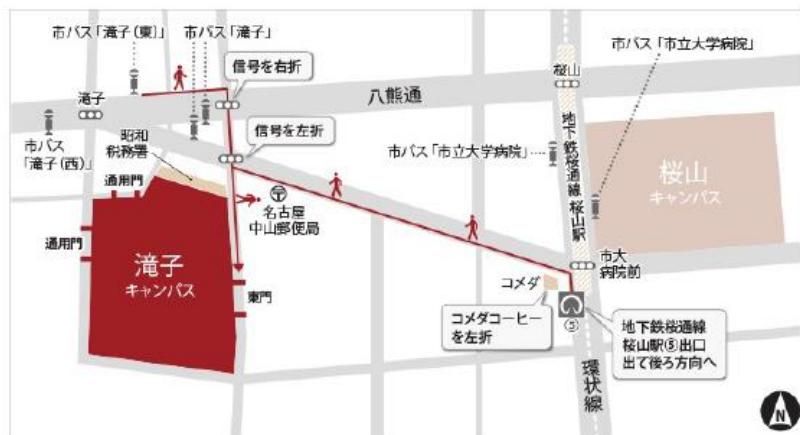 市バス「滝子(東)」
市バス「滝子」
信号を右折
桜山
市バス「市立大学病院」
滝子
八熊通
信号を左折
市バス
「滝子(西)」
昭和
税務署
地下鉄桜通線 桜山駅
市バス「市立大学病院」
桜山
キャンパス
通用門
名古屋
中山郵便局
通用門
滝子
キャンパス
東門
コメダ
市大
病院前
コメダコーヒー
を左折
⑤
地下鉄桜通線
桜山駅⑤出口
出て後ろ方向へ
環状線
N